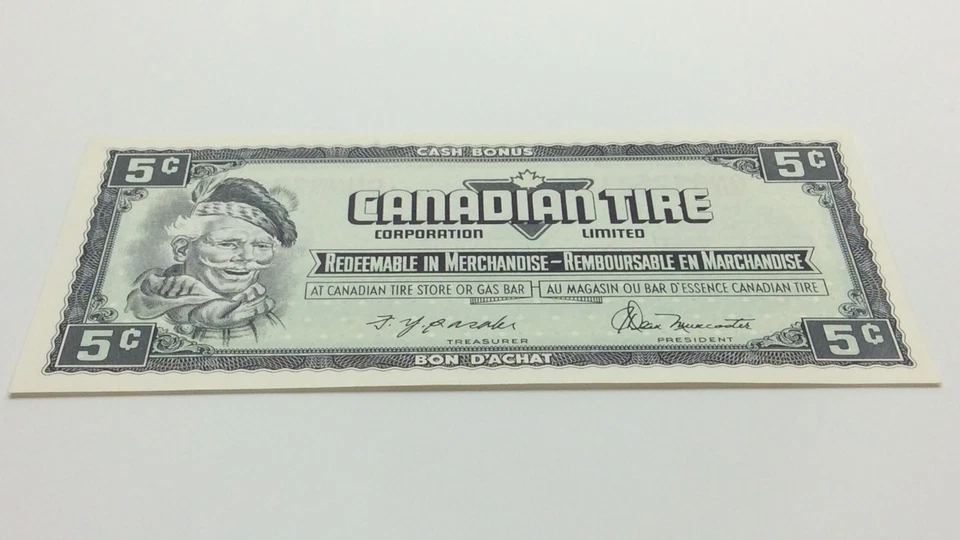 CASH BONUS
5¢ 5¢
CANADIAN TIRE
CORPORATION LIMITED
REDEEMABLE IN MERCHANDISE – REMBOURSABLE EN MARCHANDISE
AT CANADIAN TIRE STORE OR GAS BAR AU MAGASIN OU BAR D'ESSENCE CANADIAN TIRE
TREASURER PRESIDENT
5¢ 5¢
BON D'ACHAT